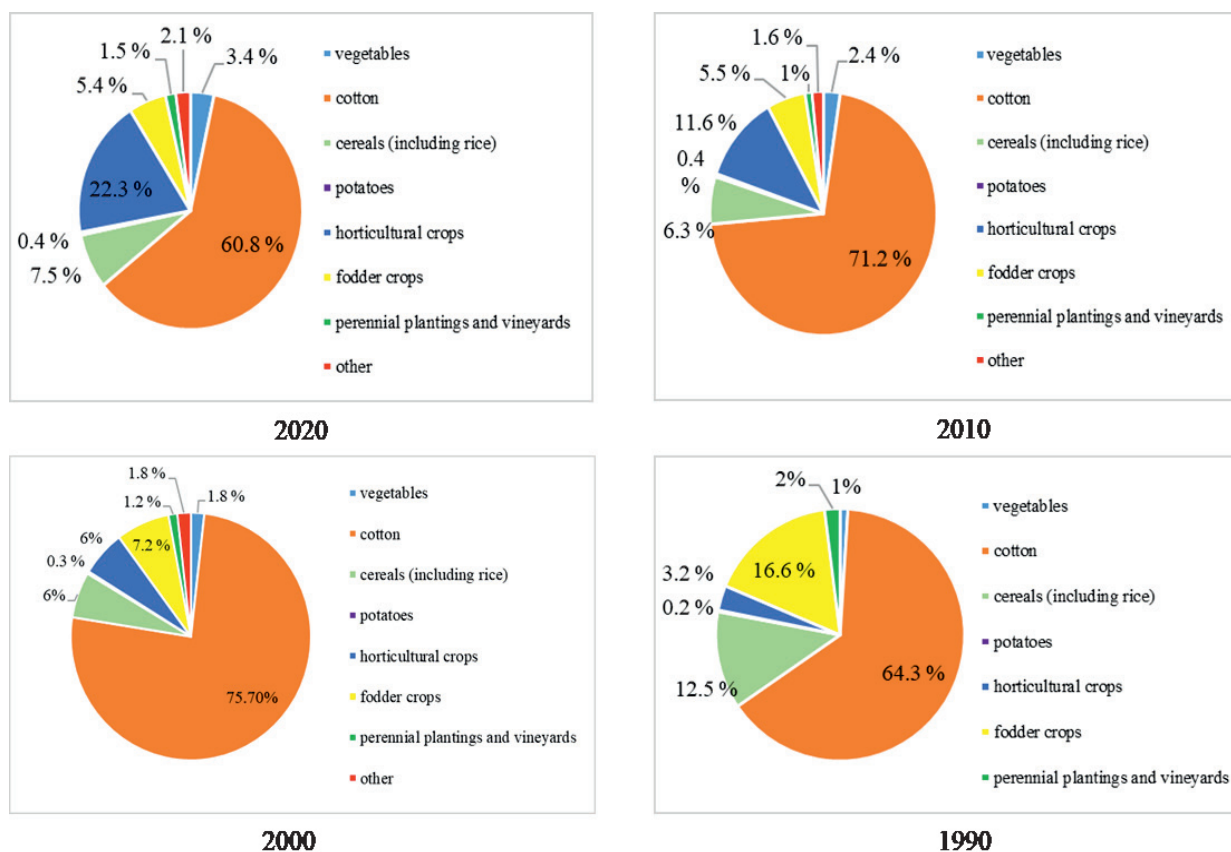 2.1 %
1.5 %
3.4 %
5.4 %
22.3 %
60.8 %
0.4 %
7.5 %
vegetables
cotton
cereals (including rice)
potatoes
horticultural crops
fodder crops
perennial plantings and vineyards
other
2020
1.6 %
2.4 %
5.5 %
1%
11.6 %
0.4
%
6.3 %
71.2 %
vegetables
cotton
cereals (including rice)
potatoes
horticultural crops
fodder crops
perennial plantings and vineyards
other
2010
1.8 %
1.2 %
1.8 %
6%
7.2 %
0.3 %
6%
75.70%
vegetables
cotton
cereals (including rice)
potatoes
horticultural crops
fodder crops
perennial plantings and vineyards
other
2000
2%
1%
16.6 %
3.2 %
0.2 %
64.3 %
12.5 %
vegetables
cotton
cereals (including rice)
potatoes
horticultural crops
fodder crops
perennial plantings and vineyards
1990